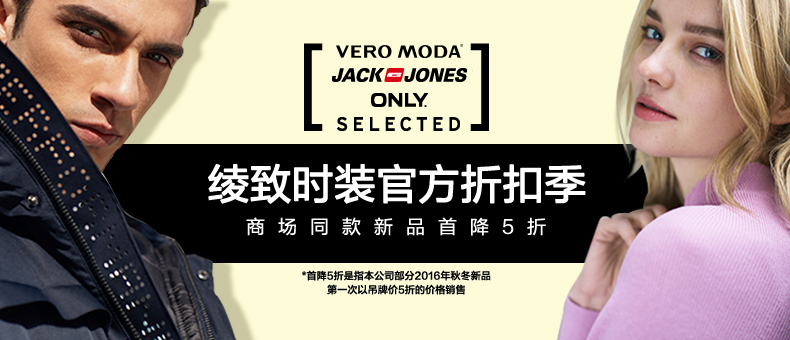 VERO MODA®
JACK & JONES
ONLY.
SELECTED
绫致时装官方折扣季
商场同款新品首降5折
*首降5折是指本公司部分2016年秋冬新品
第一次以吊牌价5折的价格销售